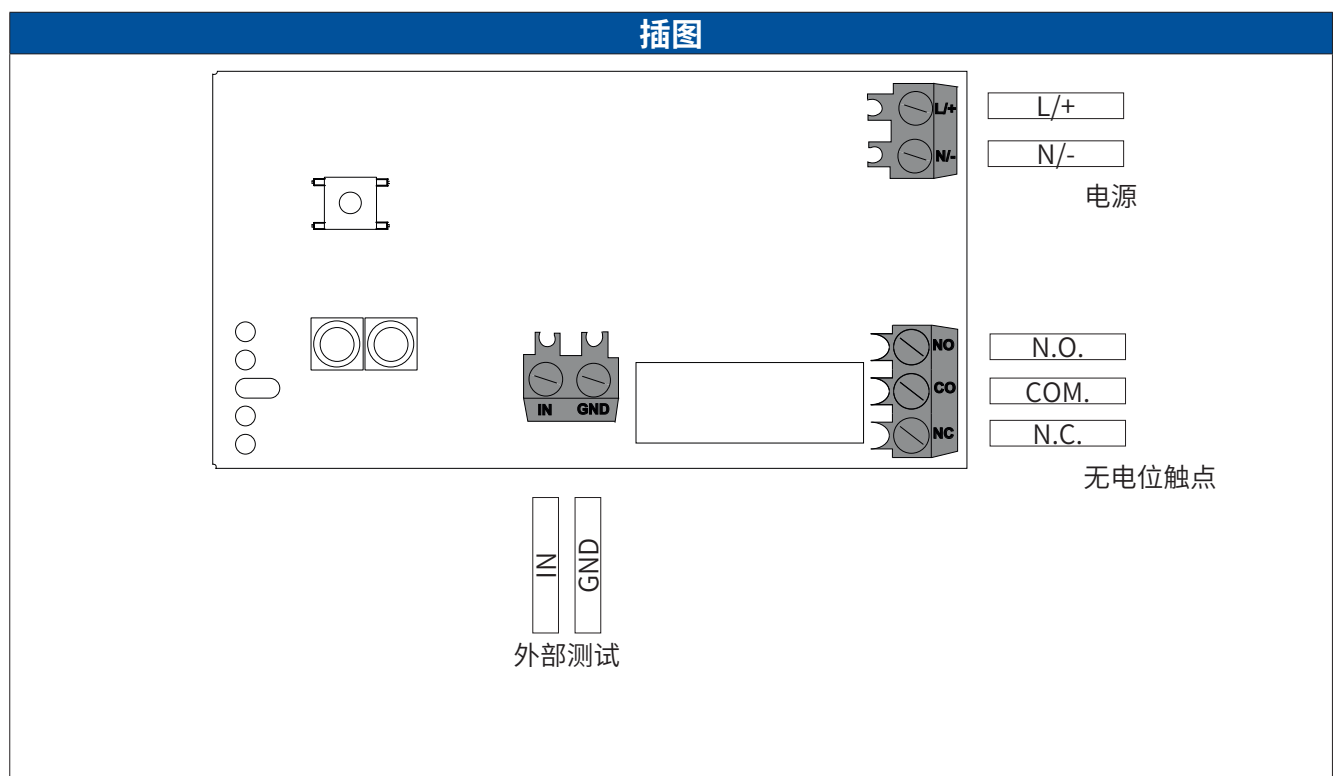 插图
L/+ L/+
N/- N/-
电源
NO N.O.
CO COM.
NC N.C.
无电位触点
IN GND
IN GND
外部测试